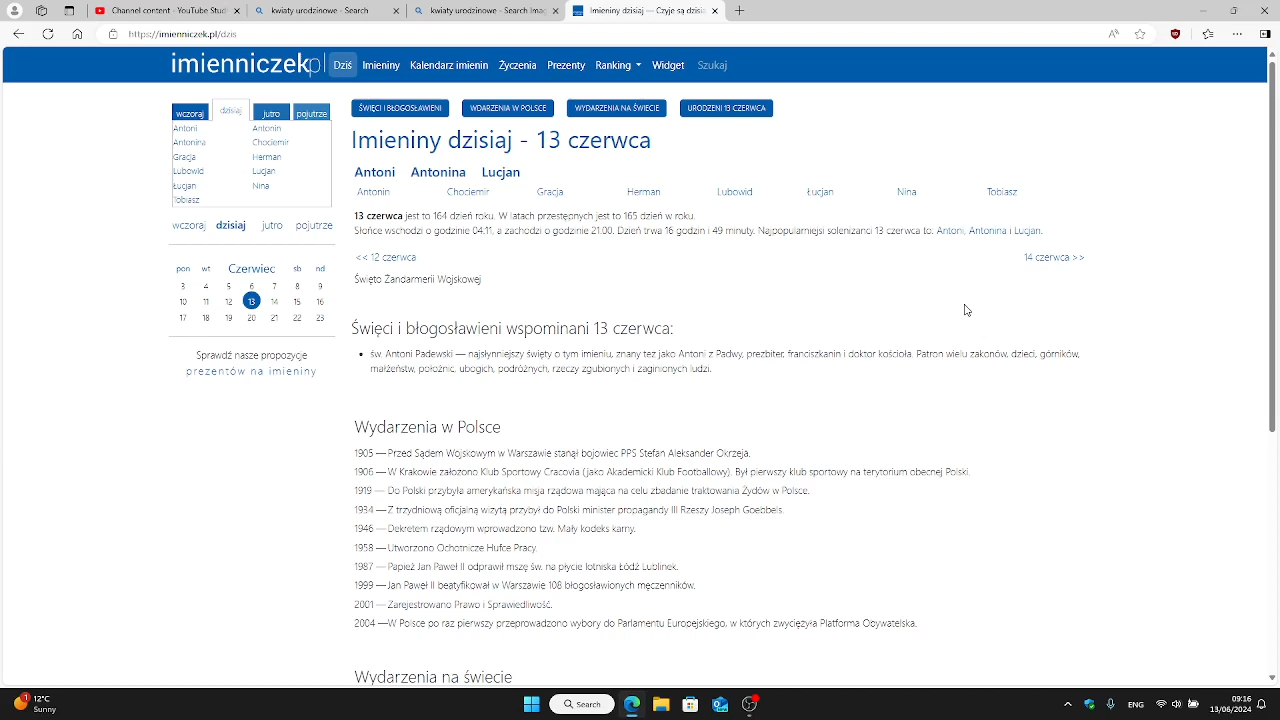 Channel content - YouTube Stud
kwiaty urodzinowe - Search
kwiaty urodzinowe - Search Imag
Imieniny dzisiaj — Czyje są dzisia
https://imienniczek.pl/dzis
imienniczek.pl
Dziś
Imieniny
Kalendarz imienin
Życzenia
Prezenty
Ranking
Widget
Szukaj
wczoraj dzisiaj jutro pojutrze
Antoni Antonin
Antonina Chociemir
Gracja Herman
Lubowid Lucjan
Łucjan Nina
Tobiasz
wczoraj dzisiaj jutro pojutrze
pon wt Czerwiec sb nd
3 4 5 6 7 8 9
10 11 12 13 14 15 16
17 18 19 20 21 22 23
Sprawdź nasze propozycje
prezentów na imieniny
ŚWIĘCI I BŁOGOSŁAWIENI WDARZENIA W POLSCE WYDARZENIA NA ŚWIECIE URODZENI 13 CZERWCA
Imieniny dzisiaj - 13 czerwca
Antoni Antonina Lucjan
Antonin Chociemir Gracja Herman Lubowid Łucjan Nina Tobiasz
13 czerwca jest to 164 dzień roku. W latach przestępnych jest to 165 dzień w roku.
Słońce wschodzi o godzinie 04.11, a zachodzi o godzinie 21.00. Dzień trwa 16 godzin i 49 minuty. Najpopularniejsi solenizanci 13 czerwca to: Antoni, Antonina i Lucjan.
<< 12 czerwca 14 czerwca >>
Święto Żandarmerii Wojskowej
Święci i błogosławieni wspominani 13 czerwca:
• św. Antoni Padewski — najsłynniejszy święty o tym imieniu, znany też jako Antoni z Padwy, prezbiter, franciszkanin i doktor kościoła. Patron wielu zakonów, dzieci, górników,
małżeństw, położnic, ubogich, podróżnych, rzeczy zgubionych i zaginionych ludzi.
Wydarzenia w Polsce
1905 — Przed Sądem Wojskowym w Warszawie stanął bojowiec PPS Stefan Aleksander Okrzeja.
1906 — W Krakowie założono Klub Sportowy Cracovia (jako Akademicki Klub Footballowy). Był pierwszy klub sportowy na terytorium obecnej Polski.
1919 — Do Polski przybyła amerykańska misja rządowa mająca na celu zbadanie traktowania Żydów w Polsce.
1934 — Z trzydniową oficjalną wizytą przybył do Polski minister propagandy III Rzeszy Joseph Goebbels.
1946 — Dekretem rządowym wprowadzono tzw. Mały kodeks karny.
1958 — Utworzono Ochotnicze Hufce Pracy.
1987 — Papież Jan Paweł II odprawił mszę św. na płycie lotniska Łódź Lublinek.
1999 — Jan Paweł II beatyfikował w Warszawie 108 błogosławionych męczenników.
2001 — Zarejestrowano Prawo i Sprawiedliwość.
2004 — W Polsce po raz pierwszy przeprowadzono wybory do Parlamentu Europejskiego, w których zwyciężyła Platforma Obywatelska.
Wydarzenia na świecie
1
12°C
Sunny
Search
ENG
09:16
13/06/2024